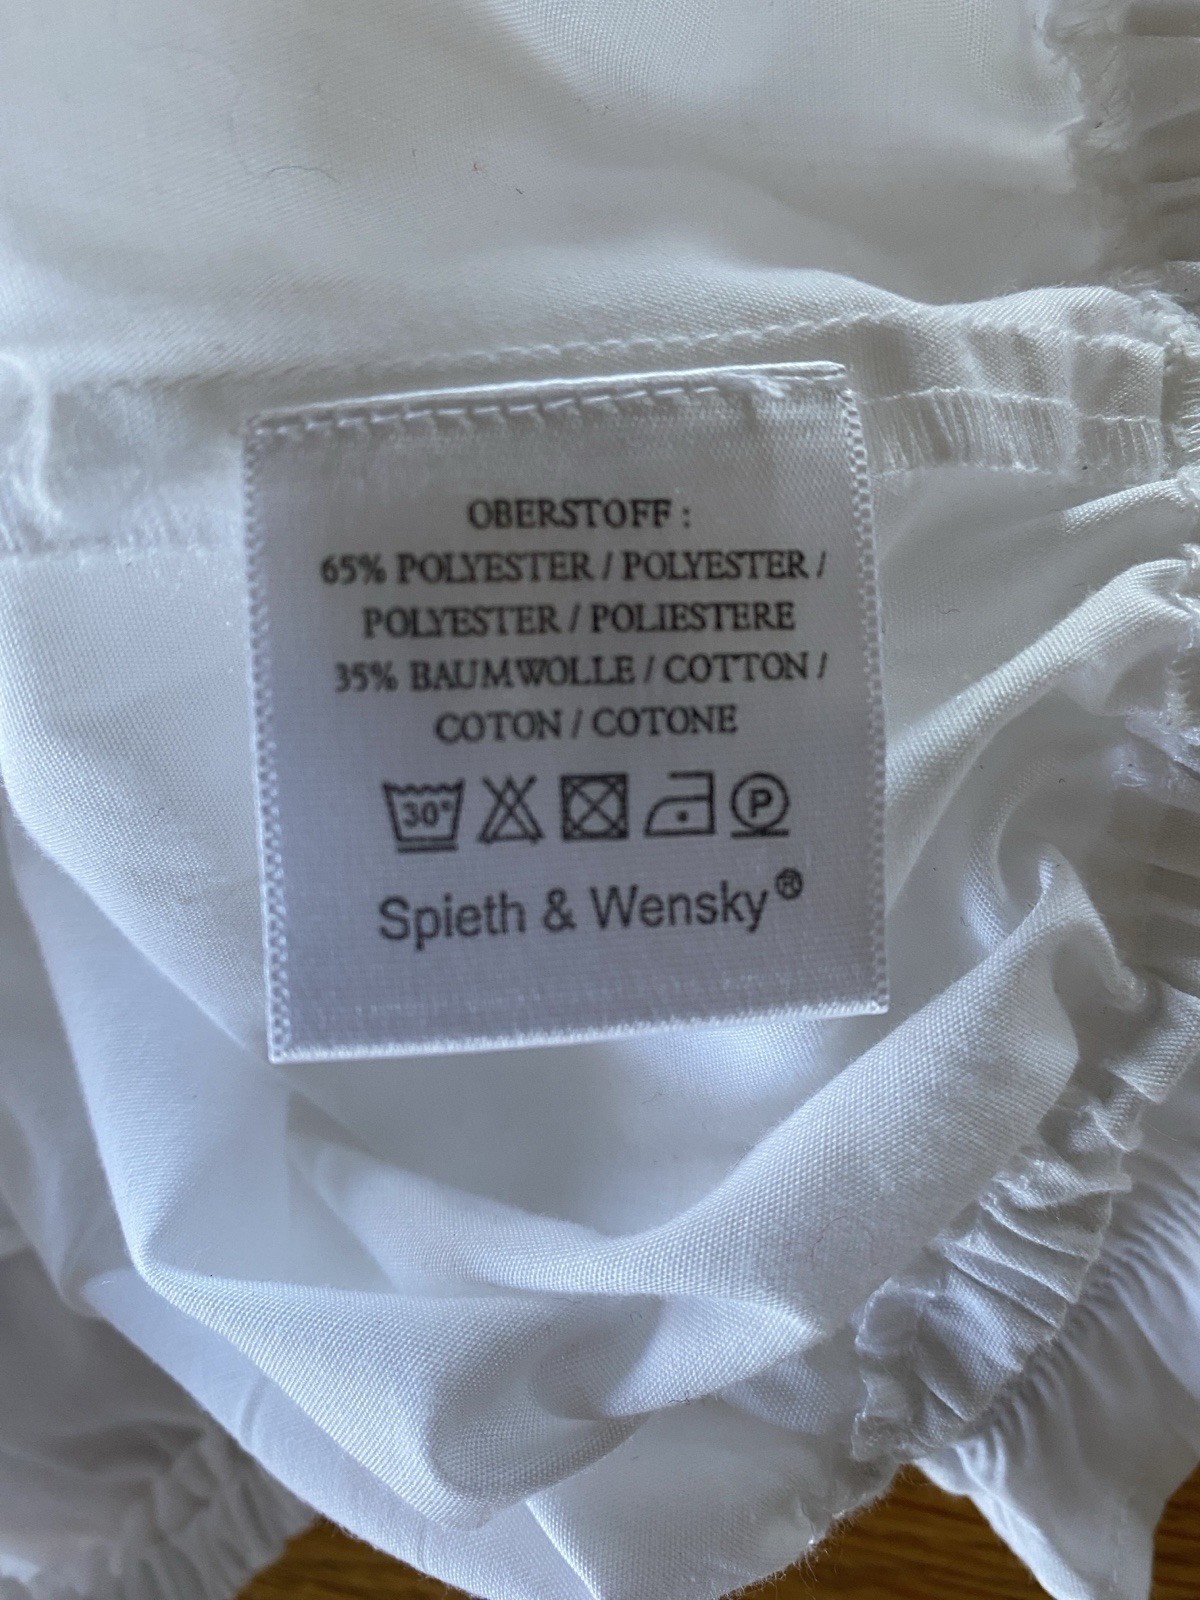 OBERSTOFF :
65% POLYESTER / POLYESTER /
POLYESTER / POLIESTERE
35% BAUMWOLLE / COTTON /
COTON / COTONE
30° P
Spieth & Wensky®